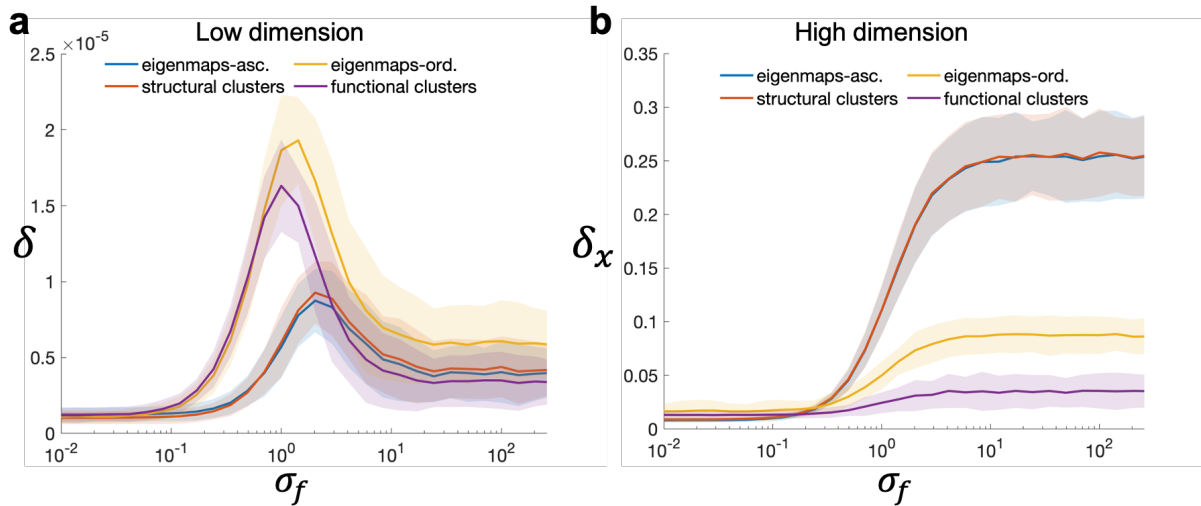 a
Low dimension
×10⁻⁵
2.5
2
1.5
1
0.5
0
δ
eigenmaps-asc.
eigenmaps-ord.
structural clusters
functional clusters
10⁻²
10⁻¹
10⁰
10¹
10²
σf
b
High dimension
0.35
0.3
0.25
0.2
0.15
0.1
0.05
0
δx
eigenmaps-asc.
eigenmaps-ord.
structural clusters
functional clusters
10⁻²
10⁻¹
10⁰
10¹
10²
σf